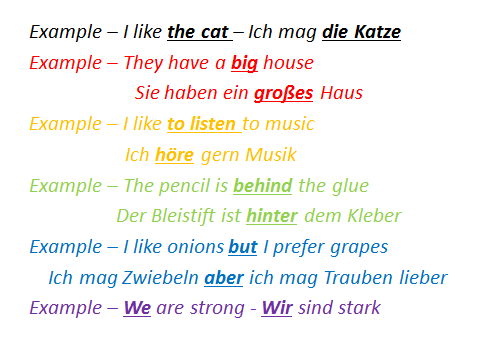 Example – I like the cat – Ich mag die Katze
Example – They have a big house
Sie haben ein großes Haus
Example – I like to listen to music
Ich höre gern Musik
Example – The pencil is behind the glue
Der Bleistift ist hinter dem Kleber
Example – I like onions but I prefer grapes
Ich mag Zwiebeln aber ich mag Trauben lieber
Example – We are strong - Wir sind stark